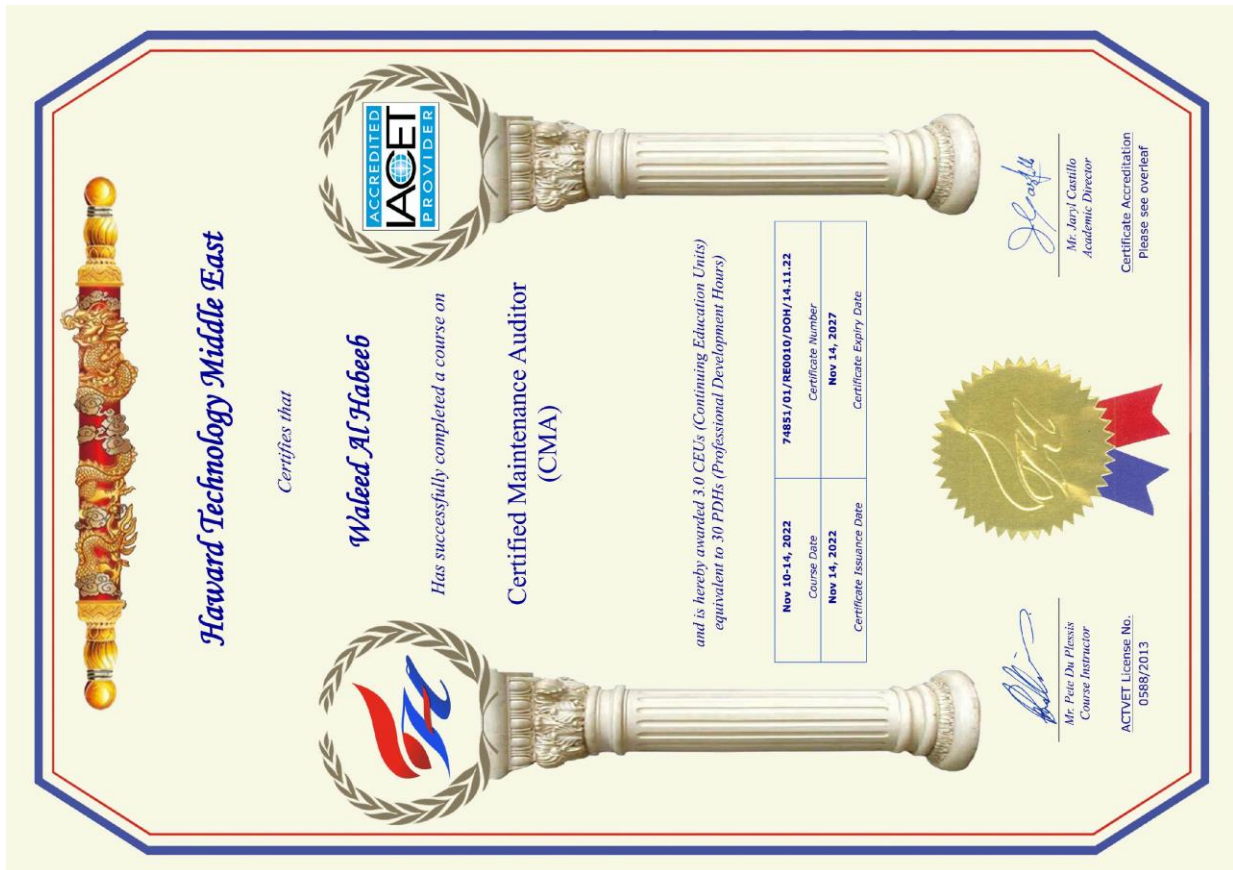 Haward Technology Middle East
Certifies that
Waleed Al Habeeb
Has successfully completed a course on
Certified Maintenance Auditor
(CMA)
ACCREDITED
IACET
PROVIDER
and is hereby awarded 3.0 CEUs (Continuing Education Units)
equivalent to 30 PDHs (Professional Development Hours)
Nov 10-14, 2022
Course Date
74851/01/RE0010/DOH/14.11.22
Certificate Number
Nov 14, 2022
Certificate Issuance Date
Nov 14, 2027
Certificate Expiry Date
Mr. Pete Du Plessis
Course Instructor
Mr. Jaryl Castillo
Academic Director
ACTVET License No.
0588/2013
Certificate Accreditation
Please see overleaf